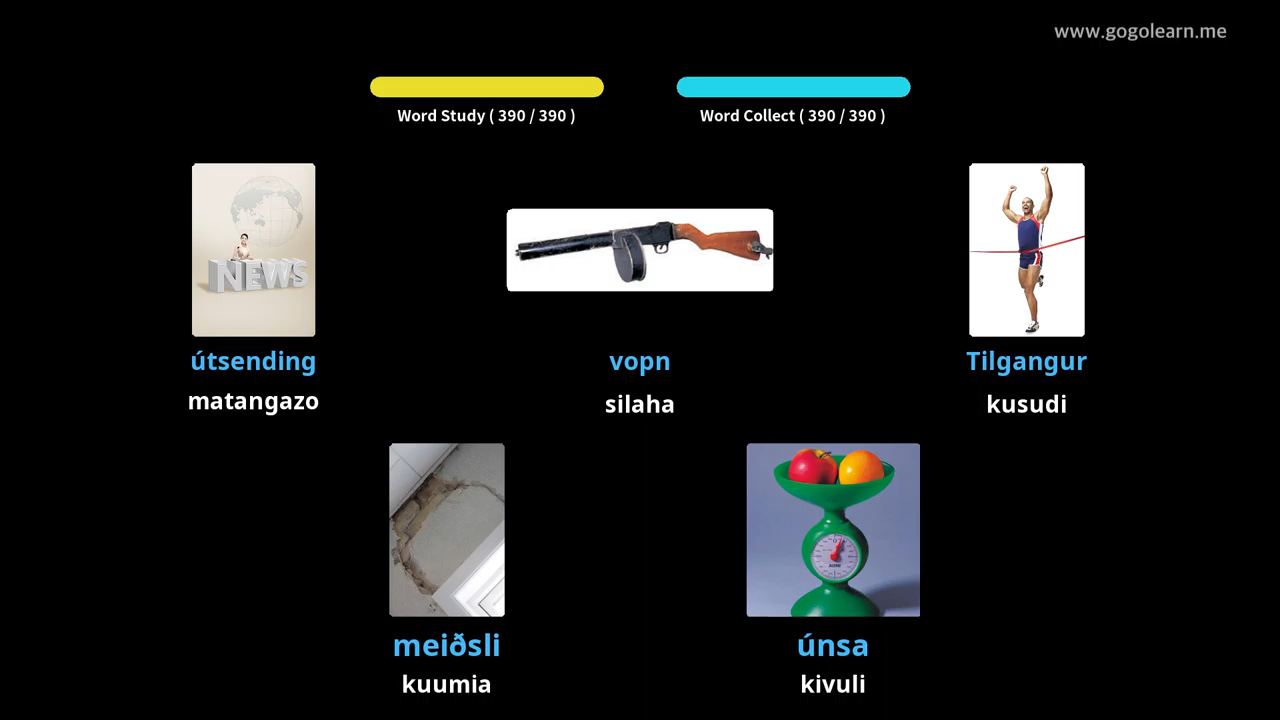 www.gogolearn.me
Word Study ( 390 / 390 )
Word Collect ( 390 / 390 )
NEWS
útsending
vopn
Tilgangur
matangazo
silaha
kusudi
meiðsli
únsa
kuumia
kivuli